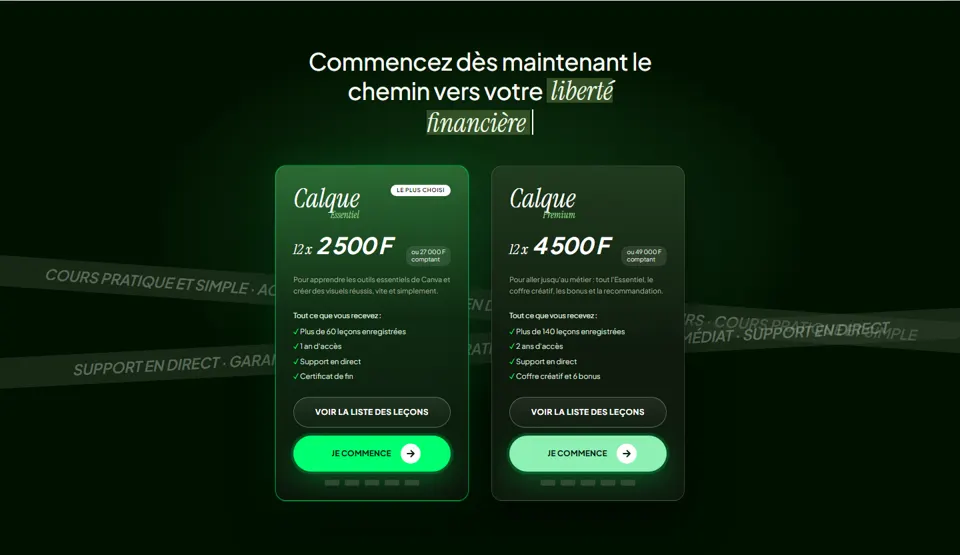 Commencez dès maintenant le
chemin vers votre liberté
financière
Calque
Essentiel
LE PLUS CHOISI
12x 2 500 F
ou 27 000 F
comptant
Pour apprendre les outils essentiels de Canva et
créer des visuels réussis, vite et simplement.
Tout ce que vous recevez :
✓ Plus de 60 leçons enregistrées
✓ 1 an d'accès
✓ Support en direct
✓ Certificat de fin
VOIR LA LISTE DES LEÇONS
JE COMMENCE
Calque
Premium
12x 4 500 F
ou 49 000 F
comptant
Pour aller jusqu'au métier : tout l'Essentiel, le
coffre créatif, les bonus et la recommandation.
Tout ce que vous recevez :
✓ Plus de 140 leçons enregistrées
✓ 2 ans d'accès
✓ Support en direct
✓ Coffre créatif et 6 bonus
VOIR LA LISTE DES LEÇONS
JE COMMENCE
COURS PRATIQUE ET SIMPLE ·
SUPPORT EN DIRECT ·
· COURS PRATIQUE ET SIMPLE
· SUPPORT EN DIRECT